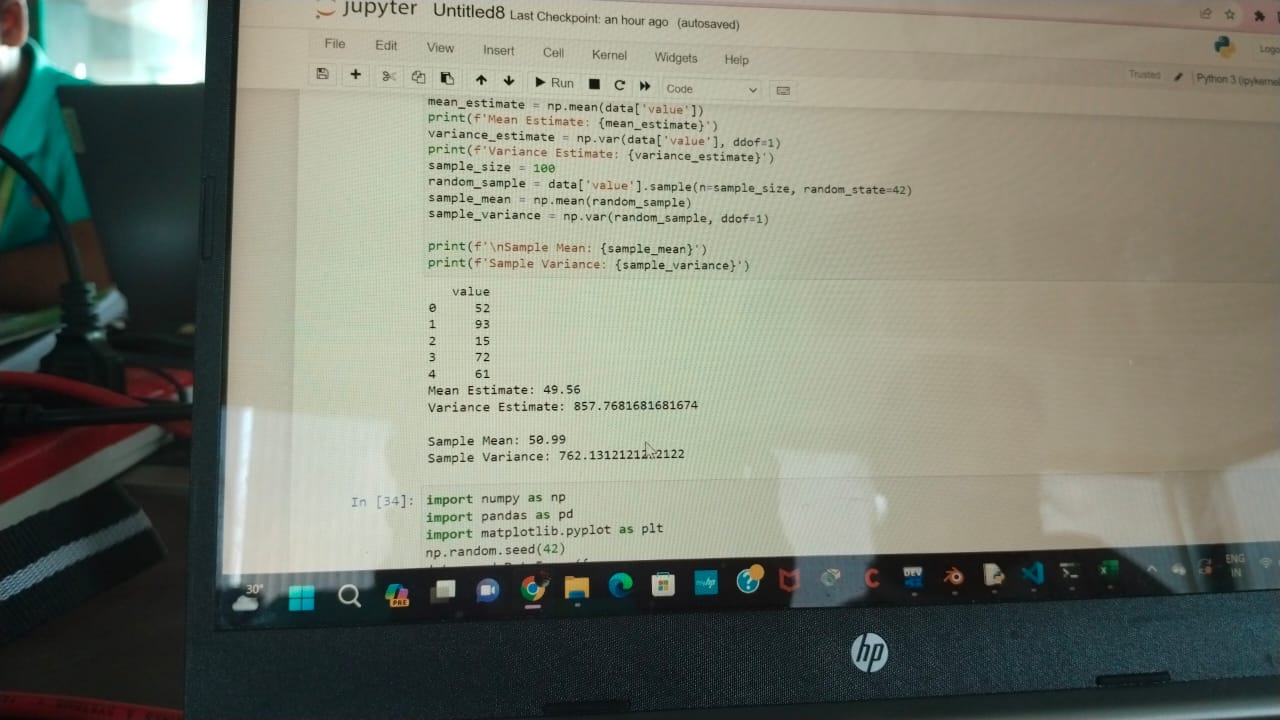 jupyter Untitled8 Last Checkpoint: an hour ago (autosaved)
File Edit View Insert Cell Kernel Widgets Help
Trusted Python 3 (ipykernel
Run Code
mean_estimate = np.mean(data['value'])
print(f'Mean Estimate: {mean_estimate}')
variance_estimate = np.var(data['value'], ddof=1)
print(f'Variance Estimate: {variance_estimate}')
sample_size = 100
random_sample = data['value'].sample(n=sample_size, random_state=42)
sample_mean = np.mean(random_sample)
sample_variance = np.var(random_sample, ddof=1)
print(f'\nSample Mean: {sample_mean}')
print(f'Sample Variance: {sample_variance}')
value
0 52
1 93
2 15
3 72
4 61
Mean Estimate: 49.56
Variance Estimate: 857.7681681681674
Sample Mean: 50.99
Sample Variance:
In [34]: import numpy as np
import pandas as pd
import matplotlib.pyplot as plt
np.random.seed(42)
30°
PRE
myhp
DEV
ENG
IN
hp